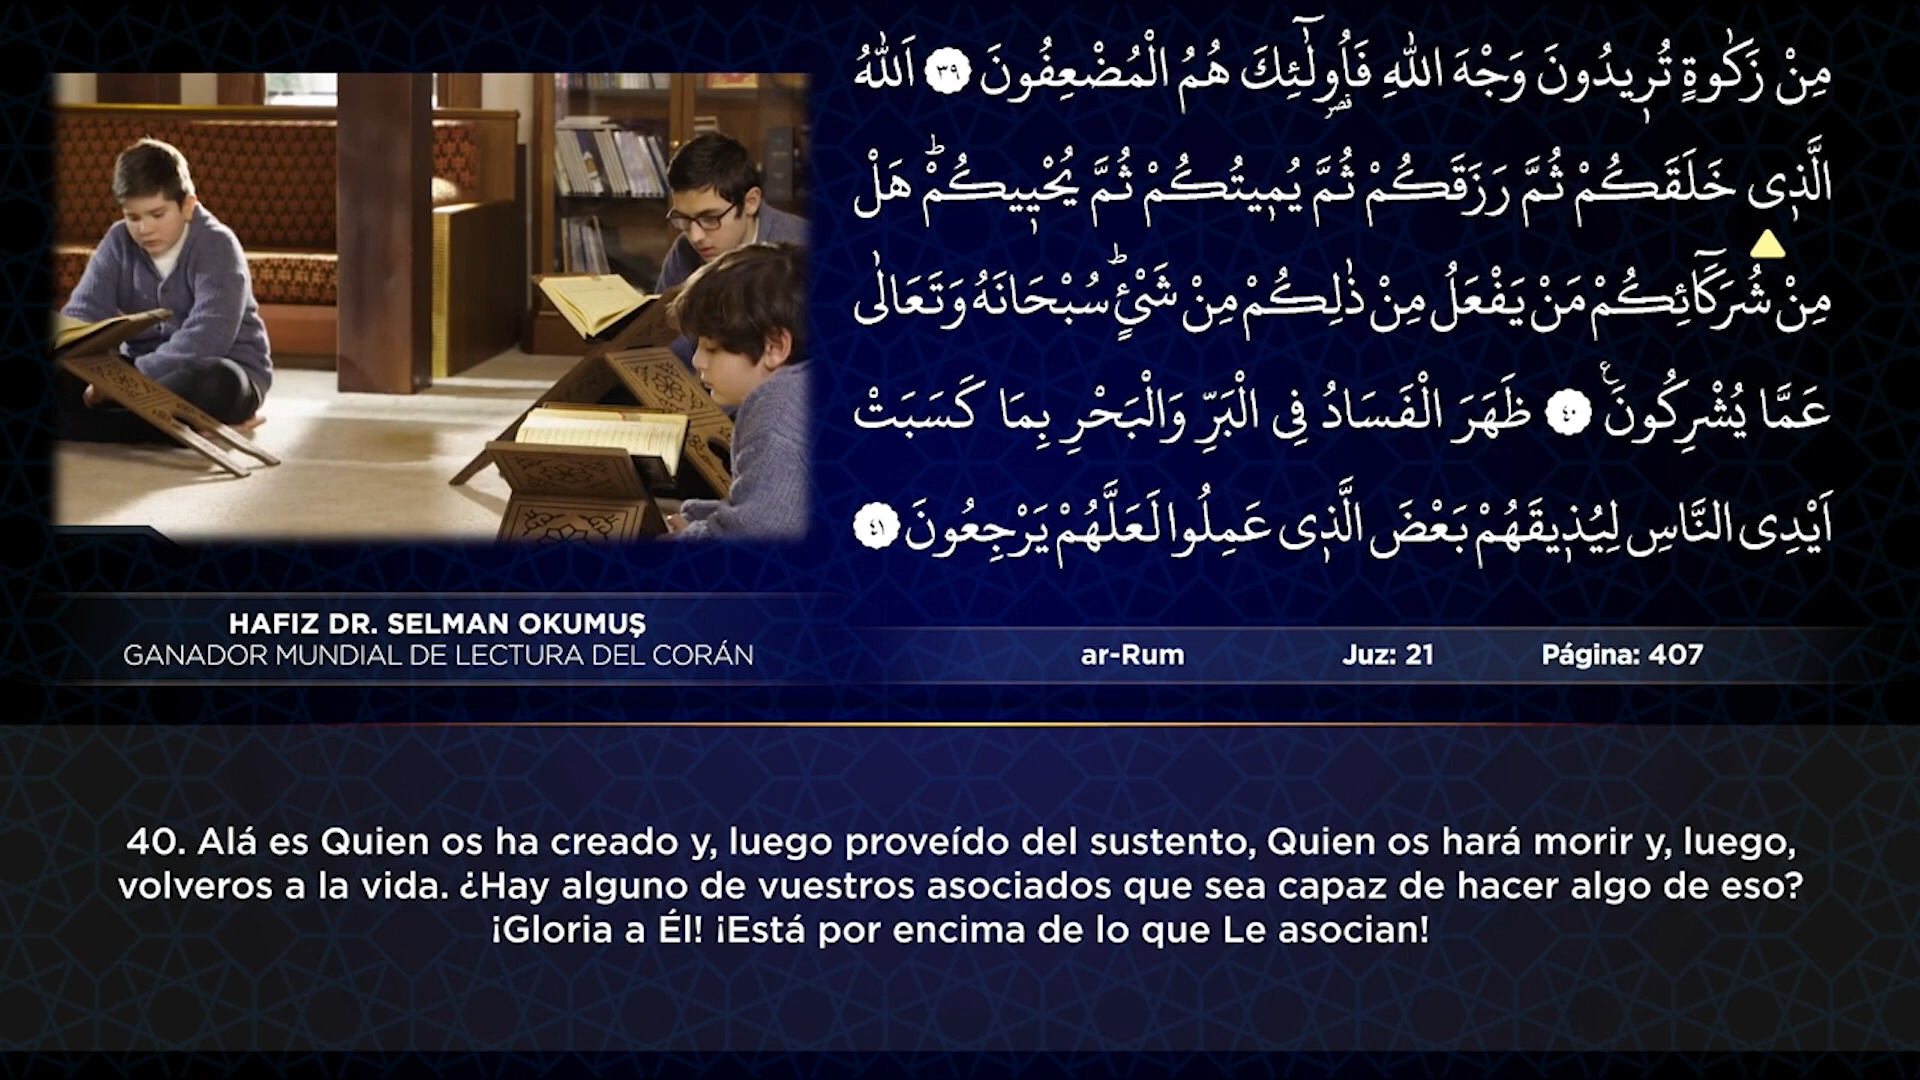 مِنْ زَكٰوةٍ تُرٖيدُونَ وَجْهَ اللّٰهِ فَاُو۬لٰٓئِكَ هُمُ الْمُضْعِفُونَ ٣٩ اَللّٰهُ
الَّذٖى خَلَقَكُمْ ثُمَّ رَزَقَكُمْ ثُمَّ يُمٖيتُكُمْ ثُمَّ يُحْيٖيكُمْؕ هَلْ
مِنْ شُرَكَٓائِكُمْ مَنْ يَفْعَلُ مِنْ ذٰلِكُمْ مِنْ شَىْءٍؕ سُبْحَانَهُ وَتَعَالٰى
عَمَّا يُشْرِكُونَ ع ٤٠ ظَهَرَ الْفَسَادُ فِى الْبَرِّ وَالْبَحْرِ بِمَا كَسَبَتْ
اَيْدِى النَّاسِ لِيُذٖيقَهُمْ بَعْضَ الَّذٖى عَمِلُوا لَعَلَّهُمْ يَرْجِعُونَ ٤١
HAFIZ DR. SELMAN OKUMUŞ
GANADOR MUNDIAL DE LECTURA DEL CORÁN
ar-Rum Juz: 21 Página: 407
40. Alá es Quien os ha creado y, luego proveído del sustento, Quien os hará morir y, luego,
volveros a la vida. ¿Hay alguno de vuestros asociados que sea capaz de hacer algo de eso?
¡Gloria a Él! ¡Está por encima de lo que Le asocian!